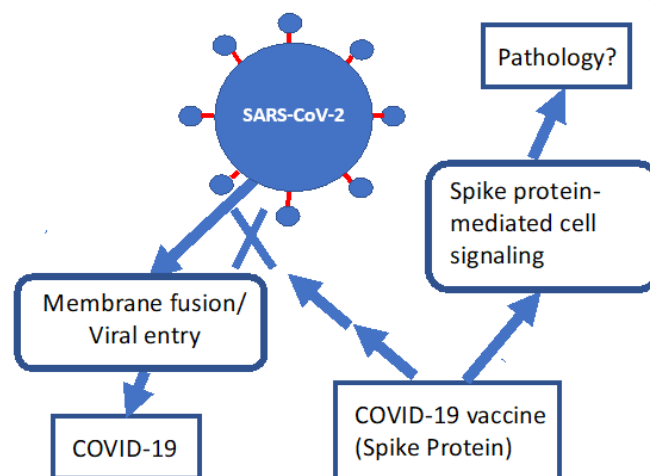 Pathology?
SARS-CoV-2
Spike protein-
mediated cell
signaling
Membrane fusion/
Viral entry
COVID-19 vaccine
(Spike Protein)
COVID-19